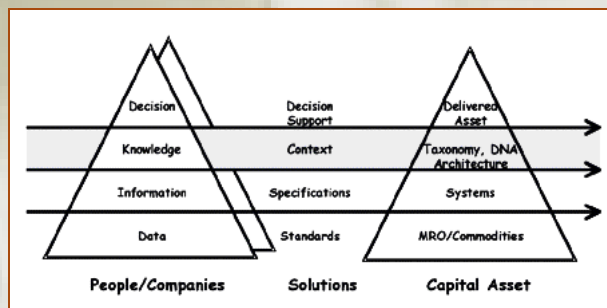 Decision
Decision
Support
Delivered
Asset
Knowledge
Context
Taxonomy, DNA
Architecture
Information
Specifications
Systems
Data
Standards
MRO/Commodities
People/Companies
Solutions
Capital Asset